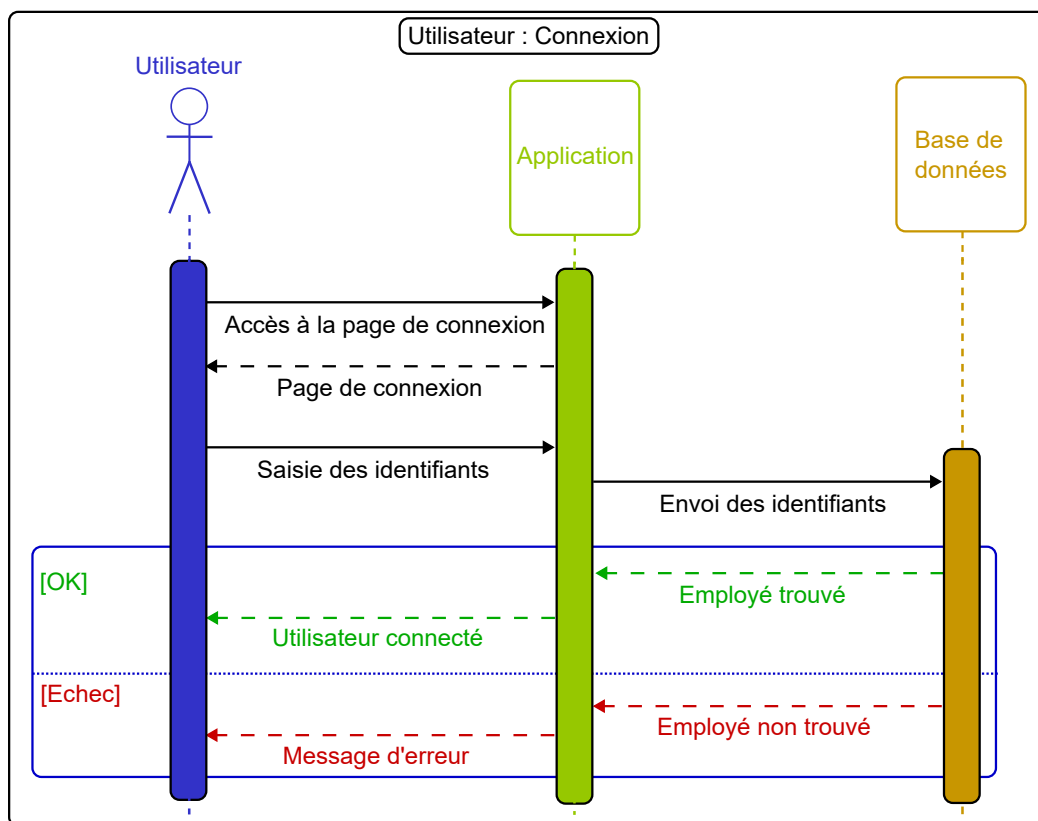 Utilisateur : Connexion
Utilisateur
Application
Base de
données
Accès à la page de connexion
Page de connexion
Saisie des identifiants
Envoi des identifiants
[OK]
Employé trouvé
Utilisateur connecté
[Echec]
Employé non trouvé
Message d'erreur